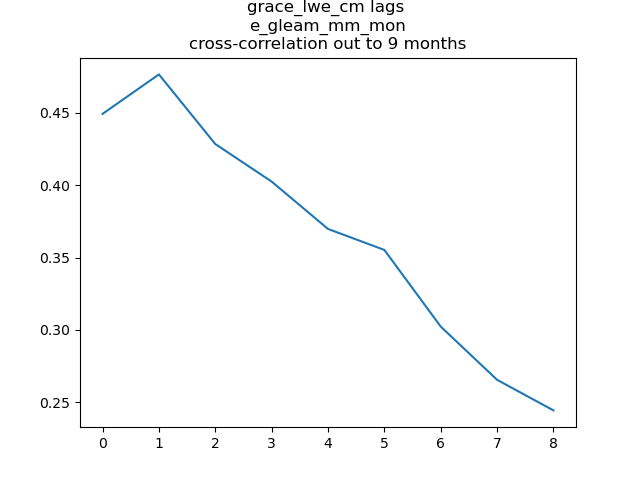 grace_lwe_cm lags
e_gleam_mm_mon
cross-correlation out to 9 months
0.45
0.40
0.35
0.30
0.25
0 1 2 3 4 5 6 7 8